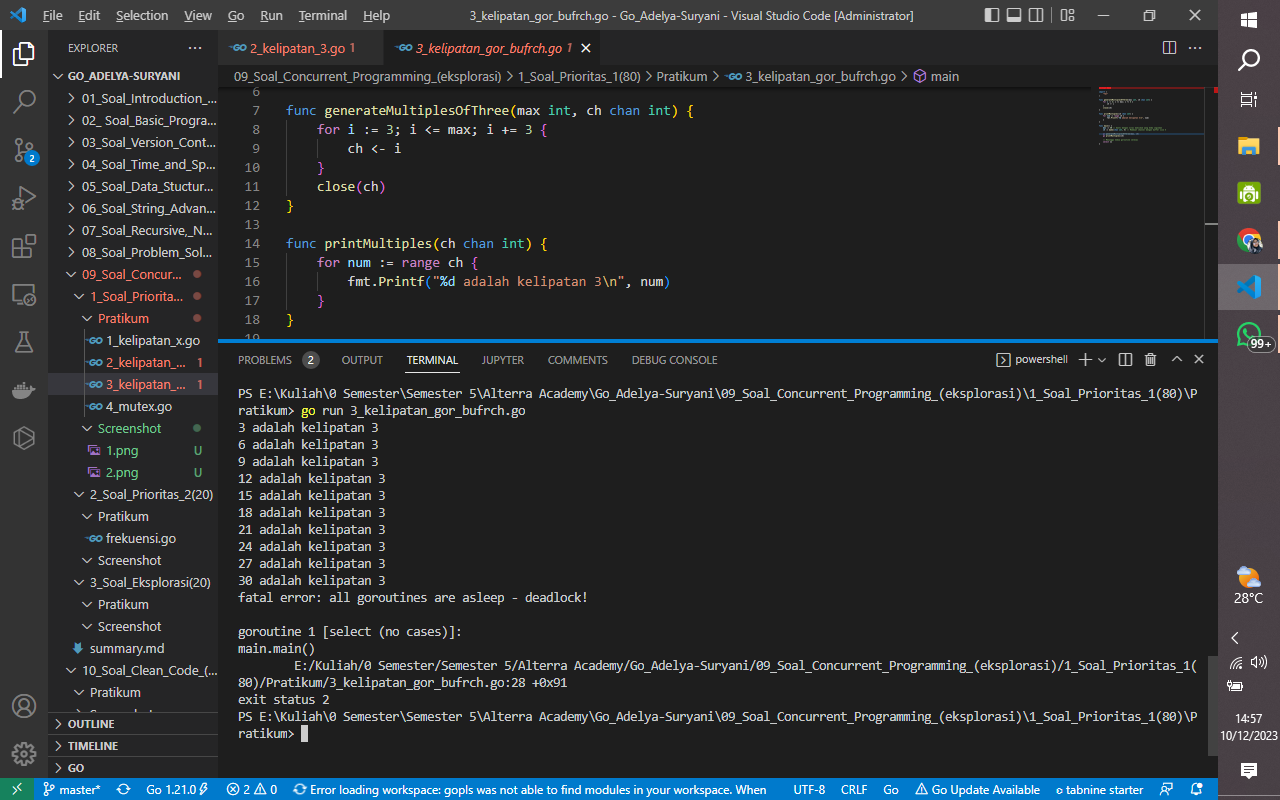 File Edit Selection View Go Run Terminal Help
3_kelipatan_gor_bufrch.go - Go_Adelya-Suryani - Visual Studio Code [Administrator]
EXPLORER
GO_ADELYA-SURYANI
01_Soal_Introduction_...
02_ Soal_Basic_Progra...
03_Soal_Version_Cont...
04_Soal_Time_and_Sp...
05_Soal_Data_Stuctur...
06_Soal_String_Advan...
07_Soal_Recursive,_N...
08_Soal_Problem_Sol...
09_Soal_Concur...
1_Soal_Priorita...
Pratikum
GO 1_kelipatan_x.go
GO 2_kelipatan_... 1
GO 3_kelipatan_... 1
GO 4_mutex.go
Screenshot
1.png U
2.png U
2_Soal_Prioritas_2(20)
Pratikum
GO frekuensi.go
Screenshot
3_Soal_Eksplorasi(20)
Pratikum
Screenshot
summary.md
10_Soal_Clean_Code_(...
Pratikum
OUTLINE
TIMELINE
GO
2
GO 2_kelipatan_3.go 1
GO 3_kelipatan_gor_bufrch.go 1
09_Soal_Concurrent_Programming_(eksplorasi) > 1_Soal_Prioritas_1(80) > Pratikum > GO 3_kelipatan_gor_bufrch.go > main
6
7 func generateMultiplesOfThree(max int, ch chan int) {
8 for i := 3; i <= max; i += 3 {
9 ch <- i
10 }
11 close(ch)
12 }
13
14 func printMultiples(ch chan int) {
15 for num := range ch {
16 fmt.Printf("%d adalah kelipatan 3\n", num)
17 }
18 }
19
PROBLEMS 2 OUTPUT TERMINAL JUPYTER COMMENTS DEBUG CONSOLE
powershell
PS E:\Kuliah\0 Semester\Semester 5\Alterra Academy\Go_Adelya-Suryani\09_Soal_Concurrent_Programming_(eksplorasi)\1_Soal_Prioritas_1(80)\P
ratikum> go run 3_kelipatan_gor_bufrch.go
3 adalah kelipatan 3
6 adalah kelipatan 3
9 adalah kelipatan 3
12 adalah kelipatan 3
15 adalah kelipatan 3
18 adalah kelipatan 3
21 adalah kelipatan 3
24 adalah kelipatan 3
27 adalah kelipatan 3
30 adalah kelipatan 3
fatal error: all goroutines are asleep - deadlock!
goroutine 1 [select (no cases)]:
main.main()
E:/Kuliah/0 Semester/Semester 5/Alterra Academy/Go_Adelya-Suryani/09_Soal_Concurrent_Programming_(eksplorasi)/1_Soal_Prioritas_1(
80)/Pratikum/3_kelipatan_gor_bufrch.go:28 +0x91
exit status 2
PS E:\Kuliah\0 Semester\Semester 5\Alterra Academy\Go_Adelya-Suryani\09_Soal_Concurrent_Programming_(eksplorasi)\1_Soal_Prioritas_1(80)\P
ratikum>
master* Go 1.21.0 2 0 Error loading workspace: gopls was not able to find modules in your workspace. When UTF-8 CRLF Go Go Update Available tabnine starter
99+
28°C
14:57
10/12/2023